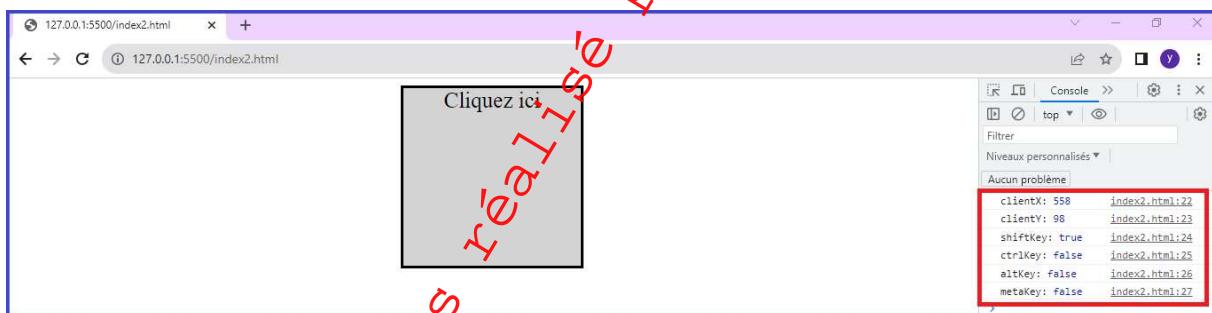 127.0.0.1:5500/index2.html
127.0.0.1:5500/index2.html
y
Cliquez ici
s réalisé
Console
top
Filtrer
Niveaux personnalisés
Aucun problème
clientX: 558 index2.html:22
clientY: 98 index2.html:23
shiftKey: true index2.html:24
ctrlKey: false index2.html:25
altKey: false index2.html:26
metaKey: false index2.html:27